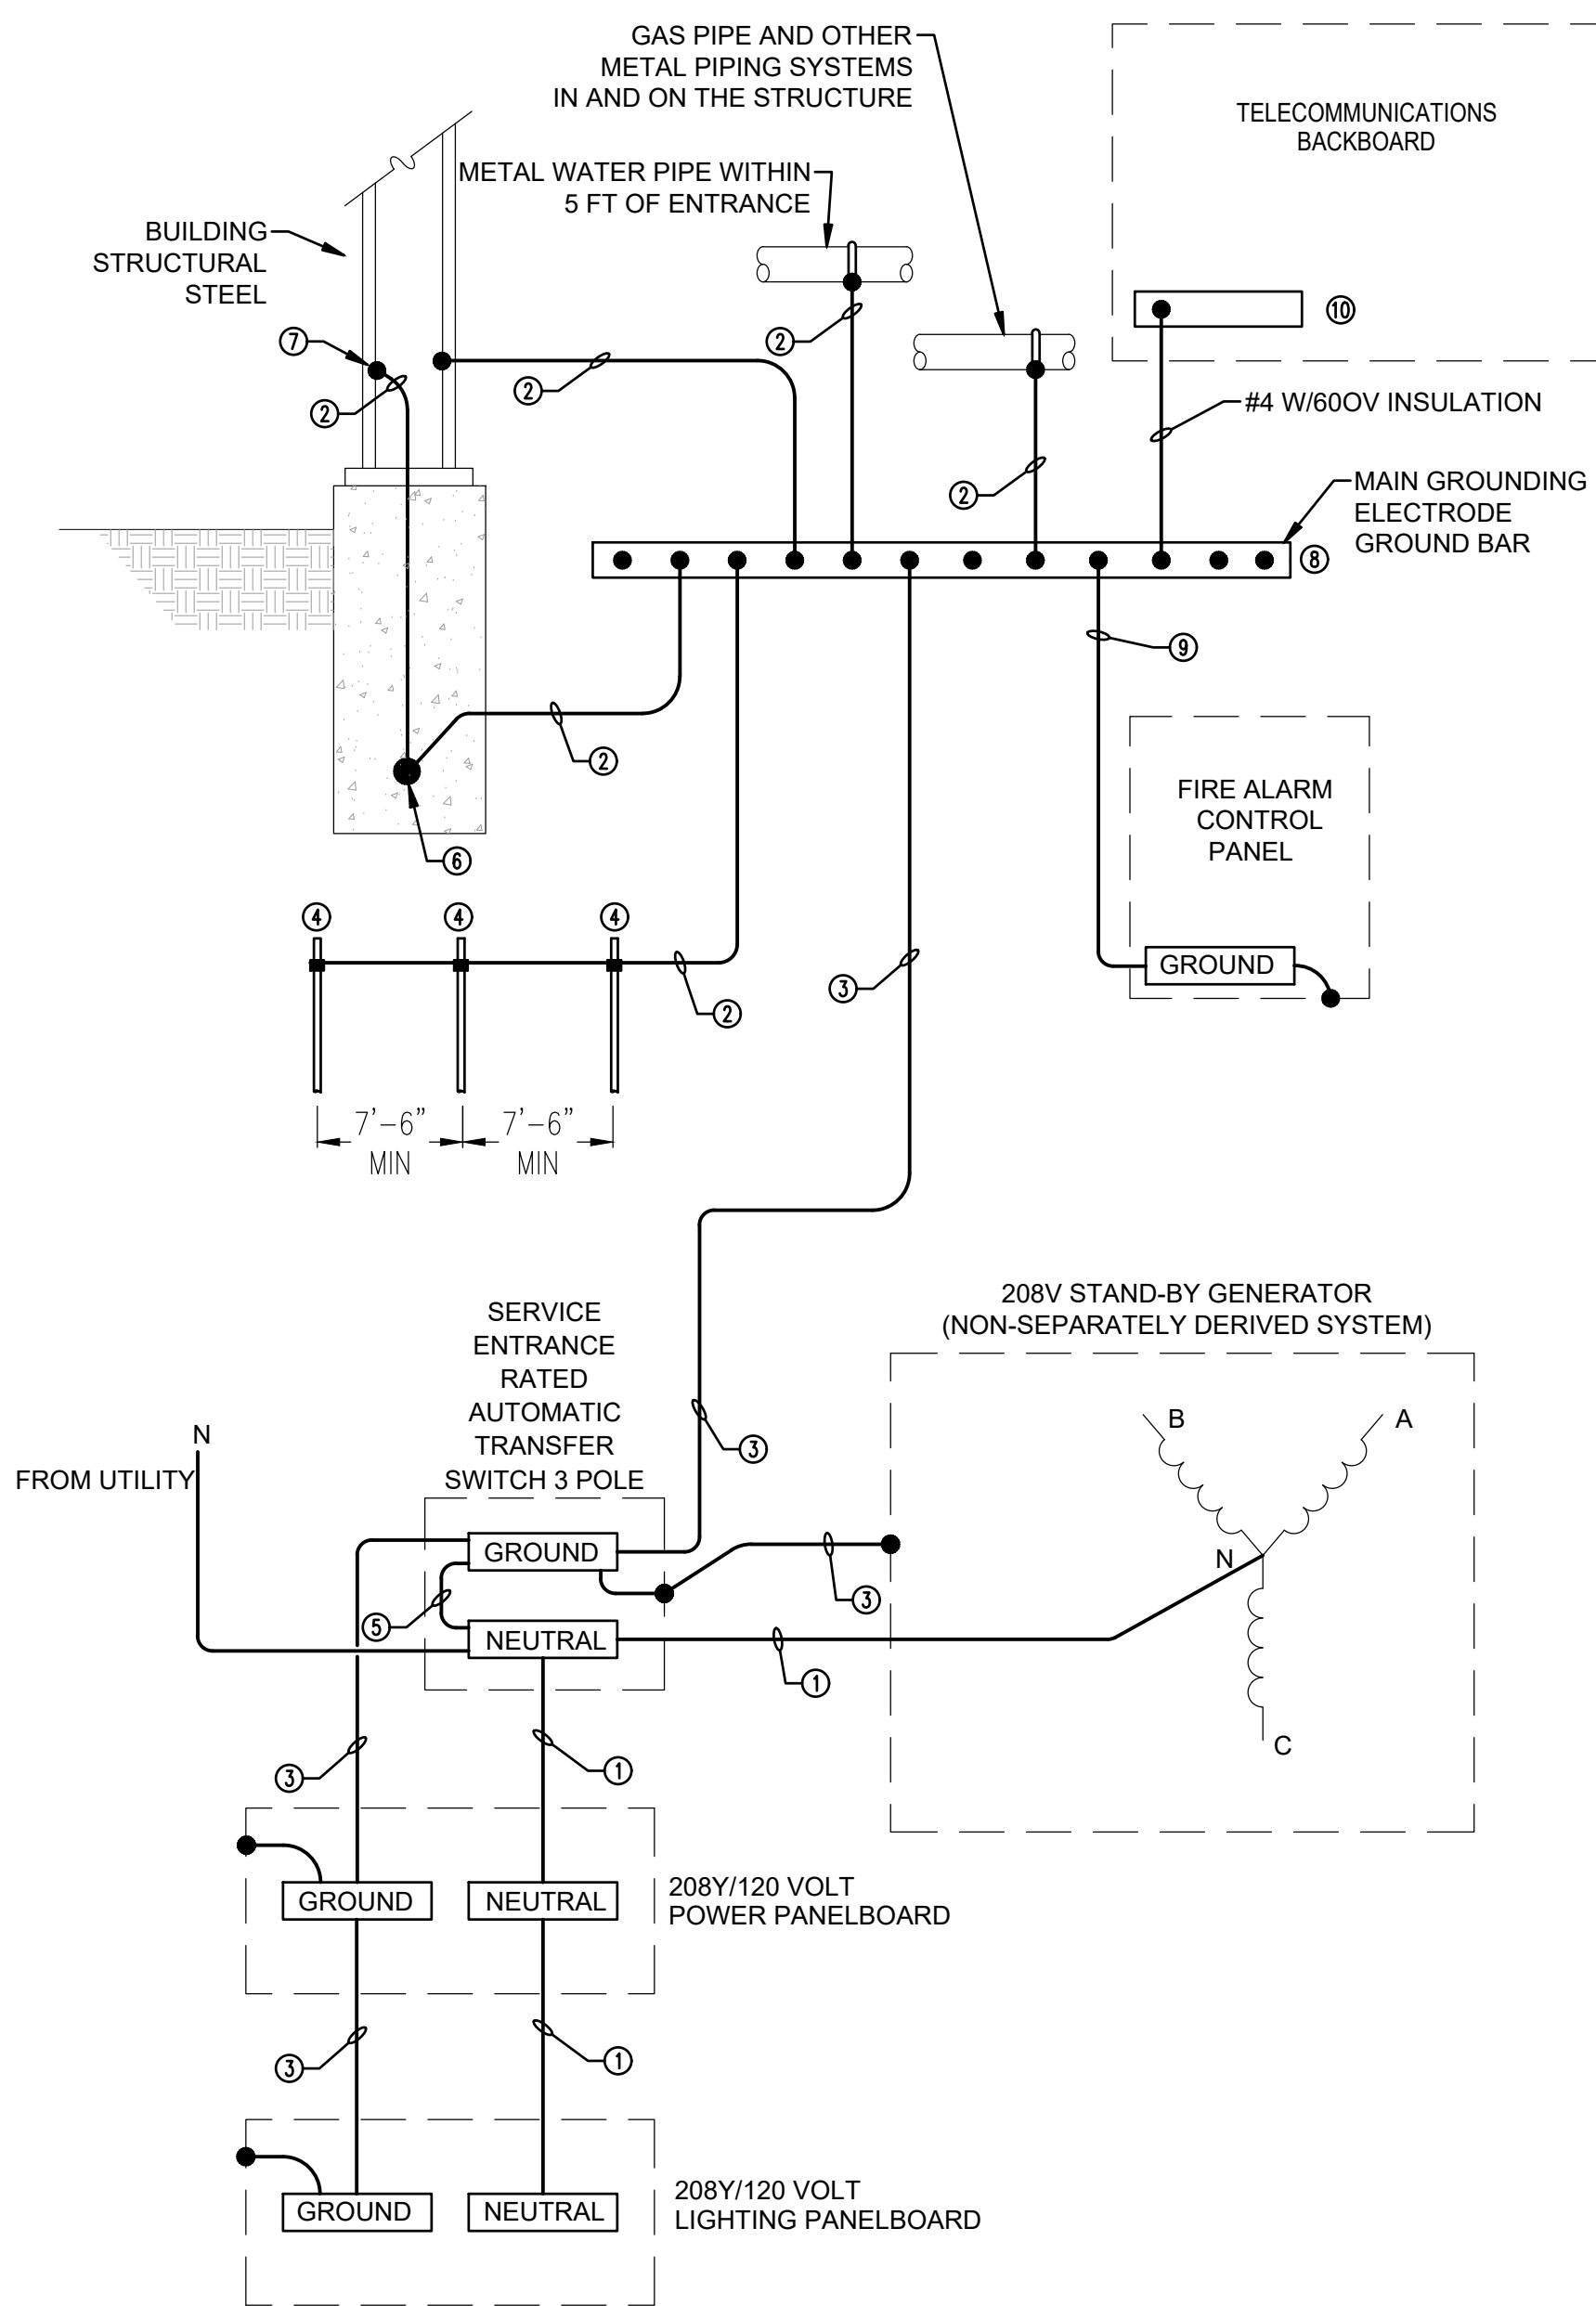 GAS PIPE AND OTHER
METAL PIPING SYSTEMS
IN AND ON THE STRUCTURE
TELECOMMUNICATIONS
BACKBOARD
METAL WATER PIPE WITHIN
5 FT OF ENTRANCE
BUILDING
STRUCTURAL
STEEL
10
7
2
2
2
2
#4 W/60OV INSULATION
MAIN GROUNDING
ELECTRODE
GROUND BAR
8
9
2
6
FIRE ALARM
CONTROL
PANEL
GROUND
4
4
4
2
3
7'-6"
MIN
7'-6"
MIN
208V STAND-BY GENERATOR
(NON-SEPARATELY DERIVED SYSTEM)
SERVICE
ENTRANCE
RATED
AUTOMATIC
TRANSFER
SWITCH 3 POLE
N
FROM UTILITY
3
B
A
N
C
GROUND
5
NEUTRAL
3
1
3
1
GROUND
NEUTRAL
208Y/120 VOLT
POWER PANELBOARD
3
1
GROUND
NEUTRAL
208Y/120 VOLT
LIGHTING PANELBOARD